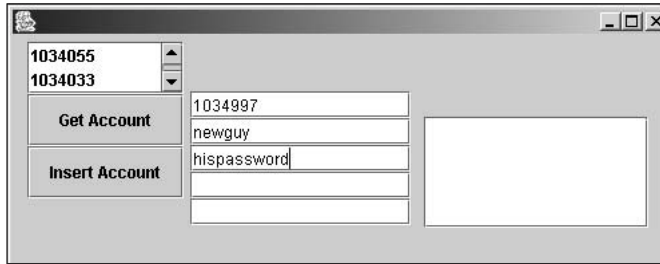 1034055
1034033
Get Account
Insert Account
1034997
newguy
hispassword